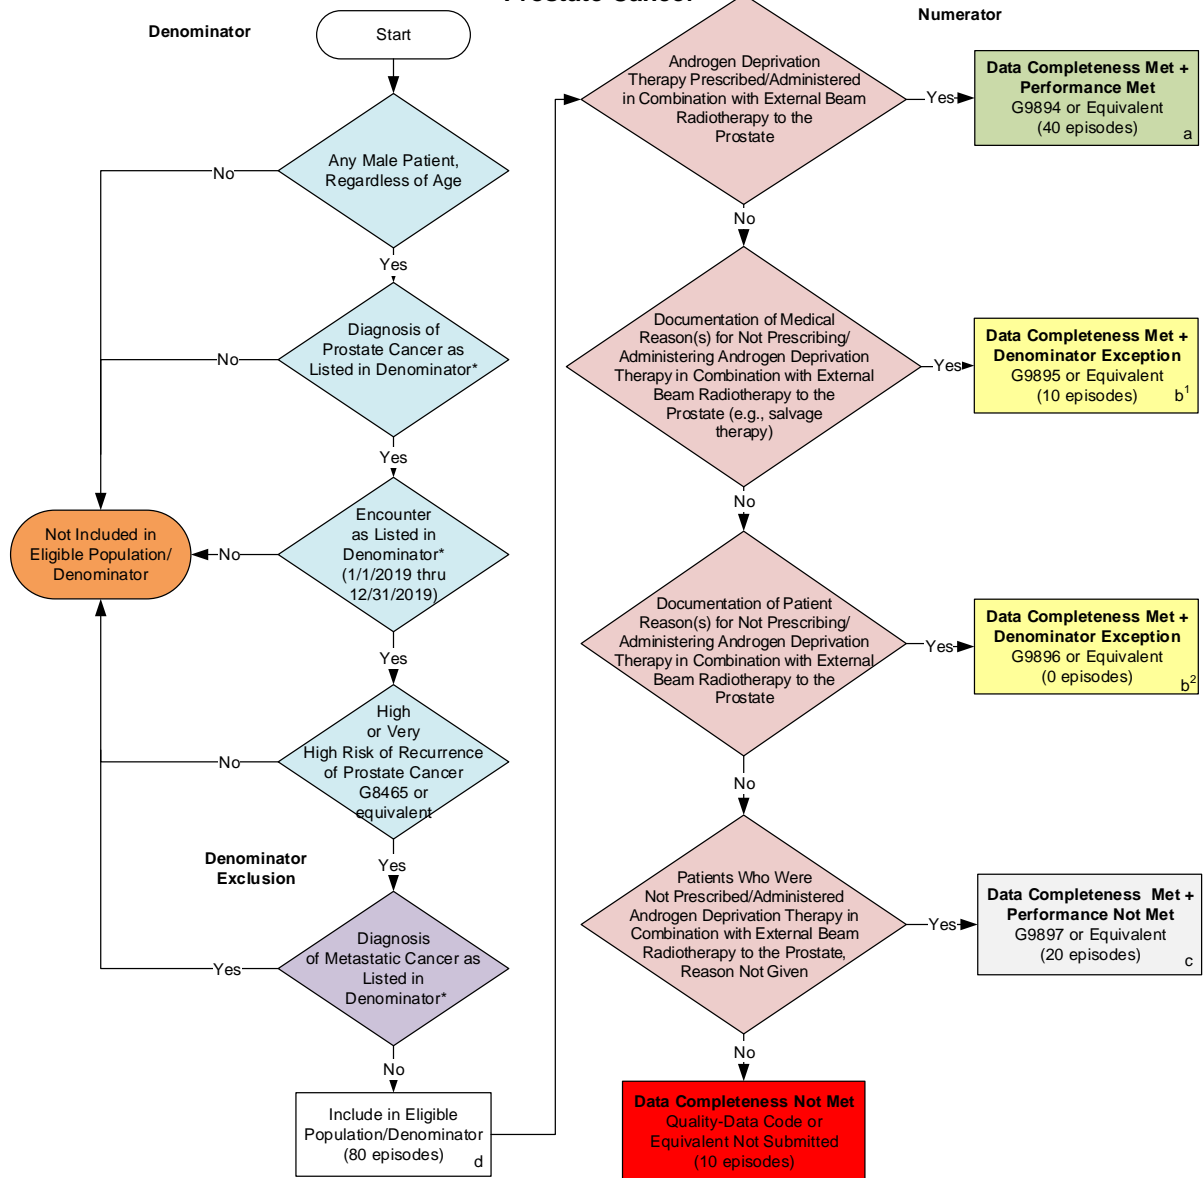 Prostate Cancer
Denominator
Start
Any Male Patient,
Regardless of Age
No
Yes
Diagnosis of
Prostate Cancer as
Listed in Denominator*
No
Yes
Encounter
as Listed in
Denominator*
(1/1/2019 thru
12/31/2019)
No
Not Included in
Eligible Population/
Denominator
Yes
High
or Very
High Risk of Recurrence
of Prostate Cancer
G8465 or
equivalent
No
Yes
Denominator
Exclusion
Diagnosis
of Metastatic Cancer as
Listed in
Denominator*
Yes
No
Include in Eligible
Population/Denominator
(80 episodes)
d
Numerator
Androgen Deprivation
Therapy Prescribed/Administered
in Combination with External Beam
Radiotherapy to the
Prostate
Yes
Data Completeness Met +
Performance Met
G9894 or Equivalent
(40 episodes)
a
No
Documentation of Medical
Reason(s) for Not Prescribing/
Administering Androgen Deprivation
Therapy in Combination with External
Beam Radiotherapy to the
Prostate (e.g., salvage
therapy)
Yes
Data Completeness Met +
Denominator Exception
G9895 or Equivalent
(10 episodes)
b1
No
Documentation of Patient
Reason(s) for Not Prescribing/
Administering Androgen Deprivation
Therapy in Combination with External
Beam Radiotherapy to the
Prostate
Yes
Data Completeness Met +
Denominator Exception
G9896 or Equivalent
(0 episodes)
b2
No
Patients Who Were
Not Prescribed/Administered
Androgen Deprivation Therapy in
Combination with External Beam
Radiotherapy to the Prostate,
Reason Not Given
Yes
Data Completeness Met +
Performance Not Met
G9897 or Equivalent
(20 episodes)
c
No
Data Completeness Not Met
Quality-Data Code or
Equivalent Not Submitted
(10 episodes)